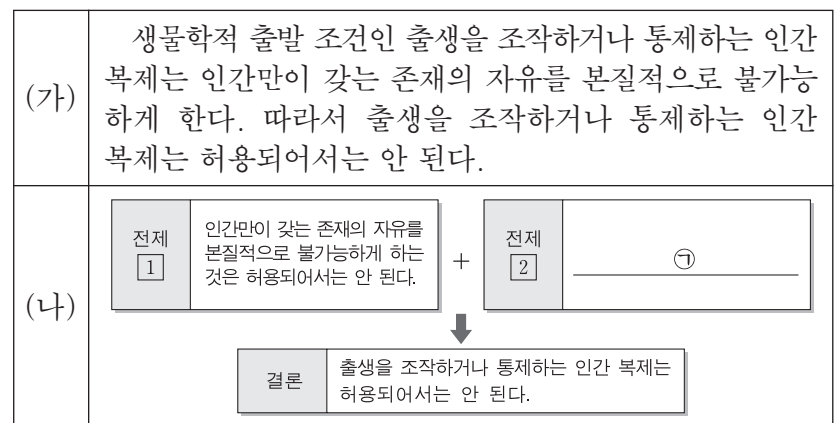 (가)
생물학적 출발 조건인 출생을 조작하거나 통제하는 인간
복제는 인간만이 갖는 존재의 자유를 본질적으로 불가능
하게 한다. 따라서 출생을 조작하거나 통제하는 인간
복제는 허용되어서는 안 된다.
(나)
전제
1
인간만이 갖는 존재의 자유를
본질적으로 불가능하게 하는
것은 허용되어서는 안 된다.
+
전제
2
㉠
결론
출생을 조작하거나 통제하는 인간 복제는
허용되어서는 안 된다.